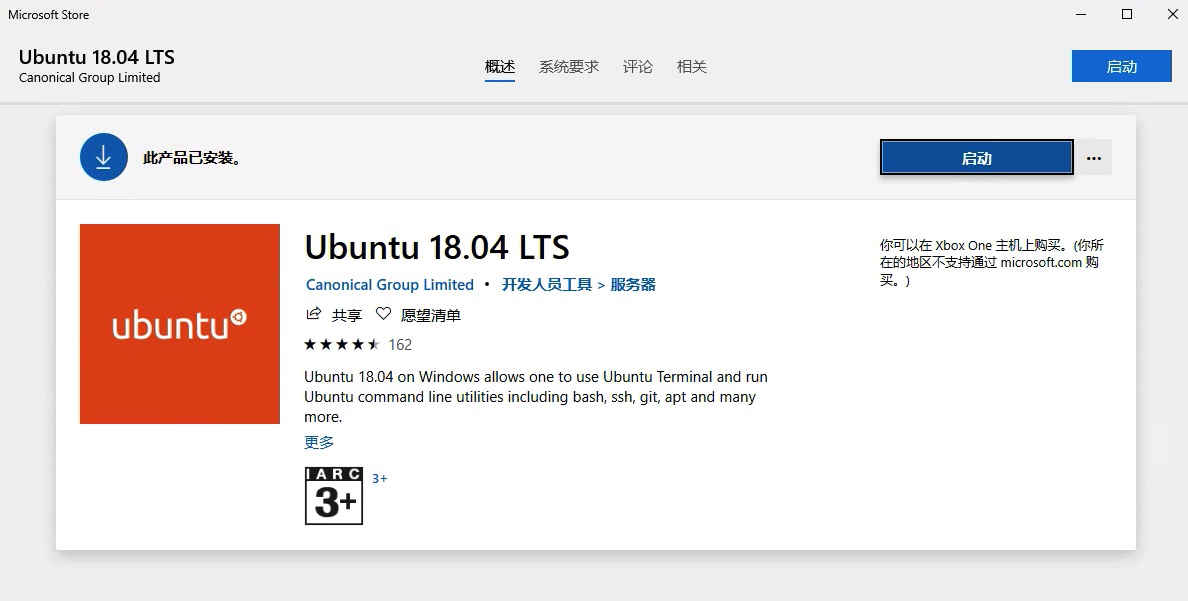 Microsoft Store
Ubuntu 18.04 LTS
Canonical Group Limited
概述 系统要求 评论 相关
启动
此产品已安装。
启动
ubuntu
Ubuntu 18.04 LTS
Canonical Group Limited • 开发人员工具 > 服务器
共享 愿望清单
162
Ubuntu 18.04 on Windows allows one to use Ubuntu Terminal and run
Ubuntu command line utilities including bash, ssh, git, apt and many
more.
更多
IARC
3+
3+
你可以在 Xbox One 主机上购买。(你所
在的地区不支持通过 microsoft.com 购
买。)